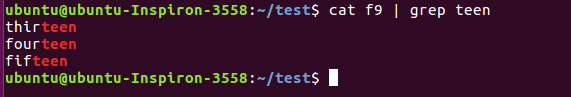 ubuntu@ubuntu-Inspiron-3558:~/test$ cat f9 | grep teen
thirteen
fourteen
fifteen
ubuntu@ubuntu-Inspiron-3558:~/test$